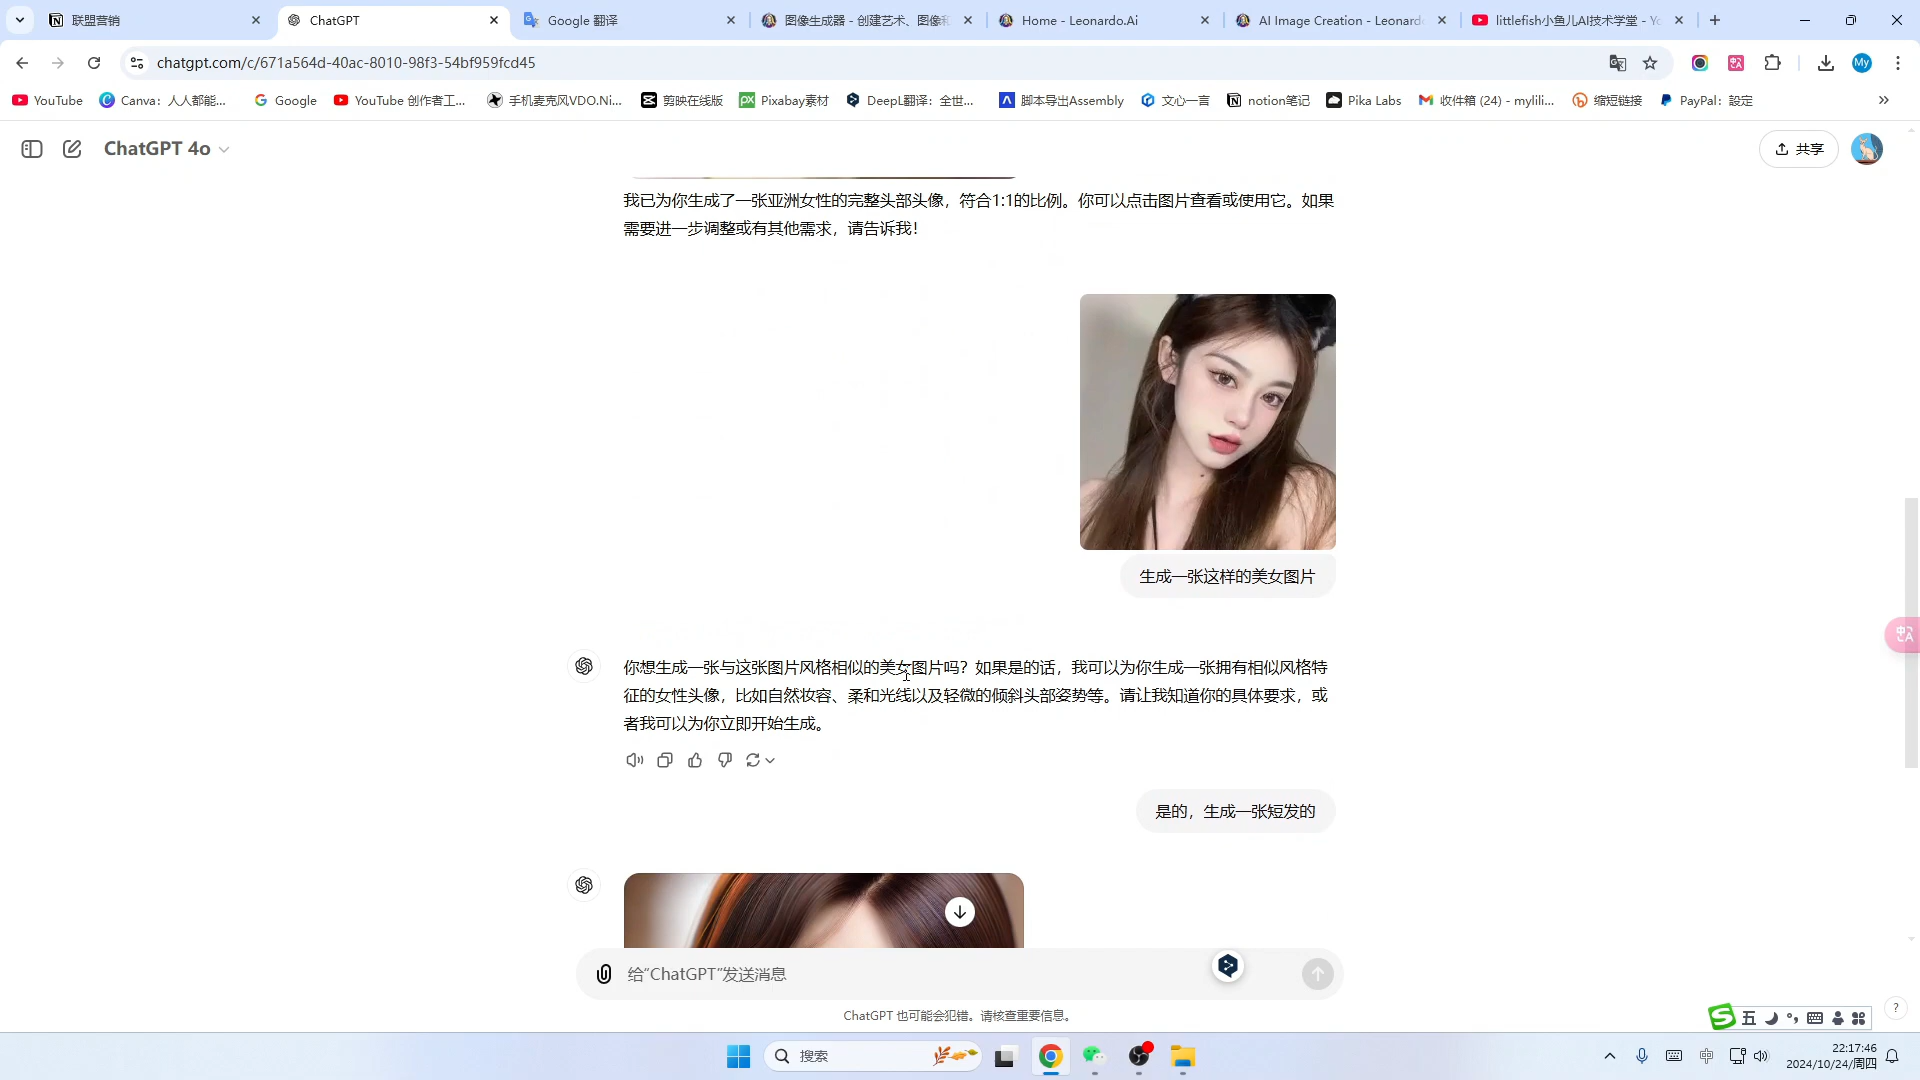 联盟营销
ChatGPT
Google 翻译
图像生成器 - 创建艺术、图像和
Home - Leonardo.Ai
AI Image Creation - Leonard
littlefish小鱼儿AI技术学堂 - Yo
chatgpt.com/c/671a564d-40ac-8010-98f3-54bf959fcd45
My
YouTube
Canva：人人都能...
Google
YouTube 创作者工...
手机麦克风VDO.Ni...
剪映在线版
Pixabay素材
DeepL翻译：全世...
脚本导出Assembly
文心一言
notion笔记
Pika Labs
收件箱 (24) - mylili...
缩短链接
PayPal：設定
ChatGPT 4o
共享
我已为你生成了一张亚洲女性的完整头部头像，符合1:1的比例。你可以点击图片查看或使用它。如果
需要进一步调整或有其他需求，请告诉我！
生成一张这样的美女图片
你想生成一张与这张图片风格相似的美女图片吗？如果是的话，我可以为你生成一张拥有相似风格特
征的女性头像，比如自然妆容、柔和光线以及轻微的倾斜头部姿势等。请让我知道你的具体要求，或
者我可以为你立即开始生成。
是的，生成一张短发的
给“ChatGPT”发送消息
ChatGPT 也可能会犯错。请核查重要信息。
五
搜索
中
22:17:46
2024/10/24/周四